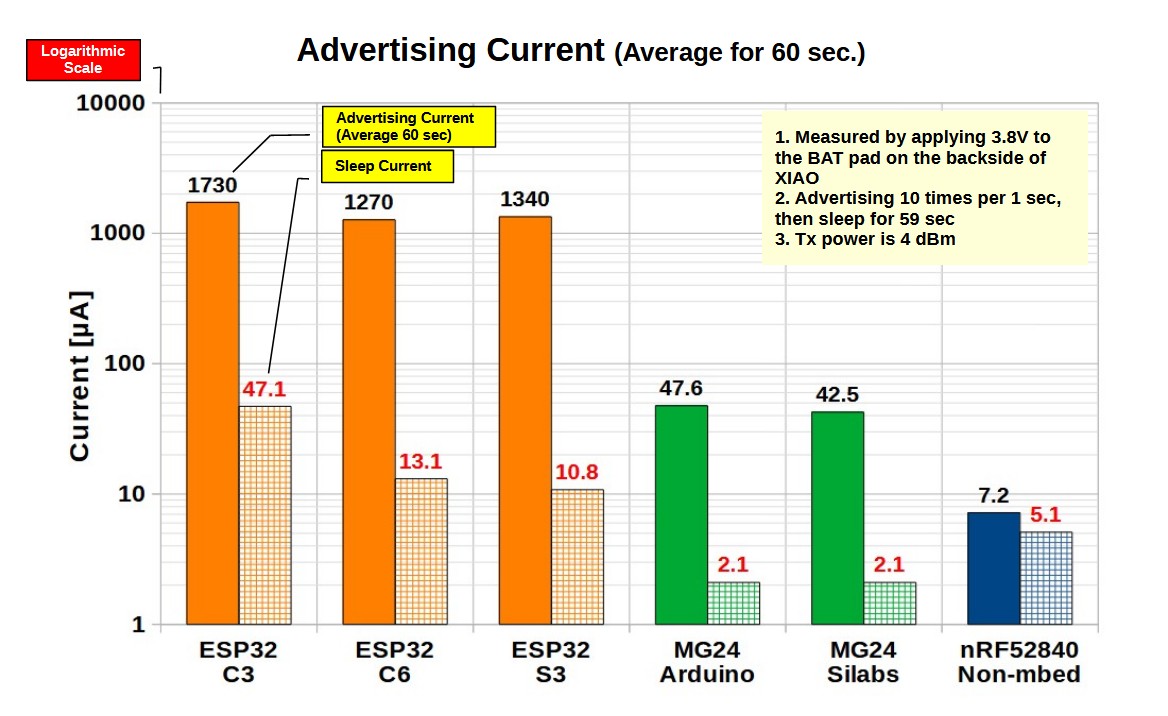 Advertising Current (Average for 60 sec.)
Logarithmic
Scale
Advertising Current
(Average 60 sec)
Sleep Current
1. Measured by applying 3.8V to
the BAT pad on the backside of
XIAO
2. Advertising 10 times per 1 sec,
then sleep for 59 sec
3. Tx power is 4 dBm
Current [µA]
10000
1000
100
10
1
1730
47.1
1270
13.1
1340
10.8
47.6
2.1
42.5
2.1
7.2
5.1
ESP32
C3
ESP32
C6
ESP32
S3
MG24
Arduino
MG24
Silabs
nRF52840
Non-mbed